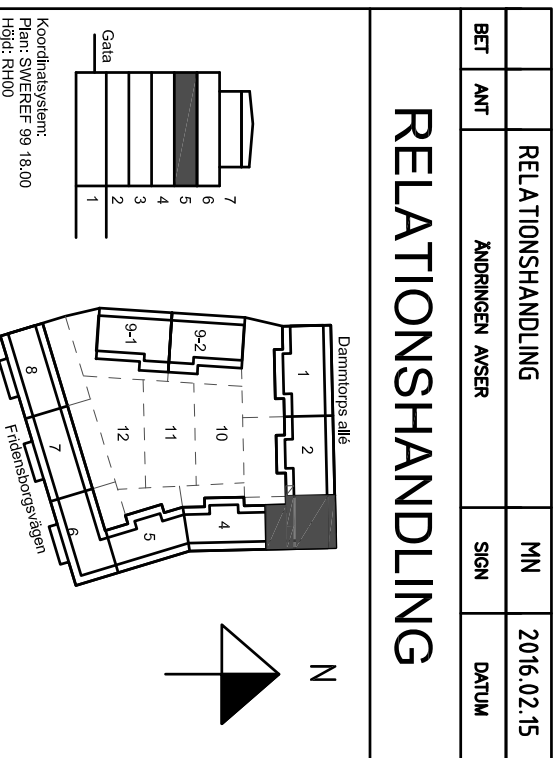 RELATIONSHANDLING MN 2016.02.15
BET ANT ÄNDRINGEN AVSER SIGN DATUM
RELATIONSHANDLING
Gata
7
6
5
4
3
2
1
Dammtorps allé
1
2
4
5
6
7
8
9-1
9-2
10
11
12
Fridensborgsvägen
N
Koordinatsystem:
Plan: SWEREF 99 18.00
Höjd: RH00